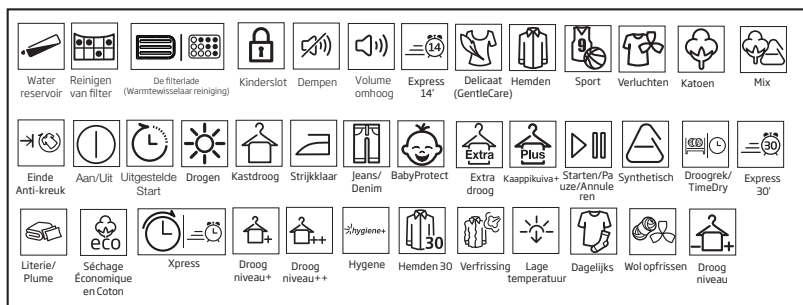 14
9
Water reservoir
Reinigen van filter
De filterlade (Warmtewisselaar reiniging)
Kinderslot
Dempen
Volume omhoog
Express 14'
Delicaat (GentleCare)
Hemden
Sport
Verluchten
Katoen
Mix
Extra
Plus
30
Einde Anti-kreuk
Aan/Uit
Uitgestelde Start
Drogen
Kastdroog
Strijkklaar
Jeans/ Denim
BabyProtect
Extra droog
Kaappikuiva+
Starten/Pa uze/Annule ren
Synthetisch
Droogrek/ TimeDry
Express 30'
eco
+
++
hygiene+
30
- +
Literie/ Plume
Séchage Économique en Coton
Xpress
Droog niveau+
Droog niveau++
Hygene
Hemden 30
Verfrissing
Lage temperatuur
Dagelijks
Wol opfrissen
Droog niveau